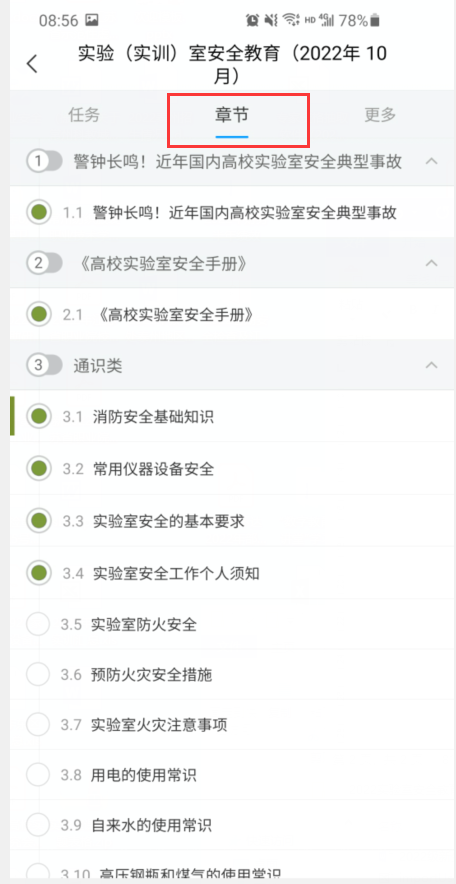 08:56 HD 4G 78%
实验（实训）室安全教育（2022年 10
月）
任务 章节 更多
1 警钟长鸣！近年国内高校实验室安全典型事故
1.1 警钟长鸣！近年国内高校实验室安全典型事故
2 《高校实验室安全手册》
2.1 《高校实验室安全手册》
3 通识类
3.1 消防安全基础知识
3.2 常用仪器设备安全
3.3 实验室安全的基本要求
3.4 实验室安全工作个人须知
3.5 实验室防火安全
3.6 预防火灾安全措施
3.7 实验室火灾注意事项
3.8 用电的使用常识
3.9 自来水的使用常识
3.10 高压钢瓶和煤气的使用常识